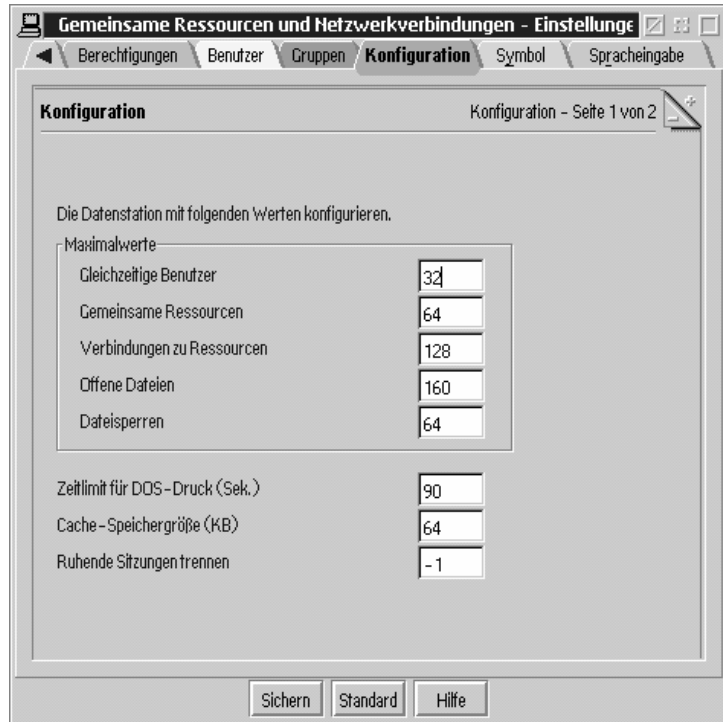 Gemeinsame Ressourcen und Netzwerkverbindungen - Einstellunge
Berechtigungen Benutzer Gruppen Konfiguration Symbol Spracheingabe
Konfiguration Konfiguration - Seite 1 von 2
Die Datenstation mit folgenden Werten konfigurieren.
Maximalwerte
Gleichzeitige Benutzer 32
Gemeinsame Ressourcen 64
Verbindungen zu Ressourcen 128
Offene Dateien 160
Dateisperren 64
Zeitlimit für DOS-Druck (Sek.) 90
Cache-Speichergröße (KB) 64
Ruhende Sitzungen trennen -1
Sichern Standard Hilfe